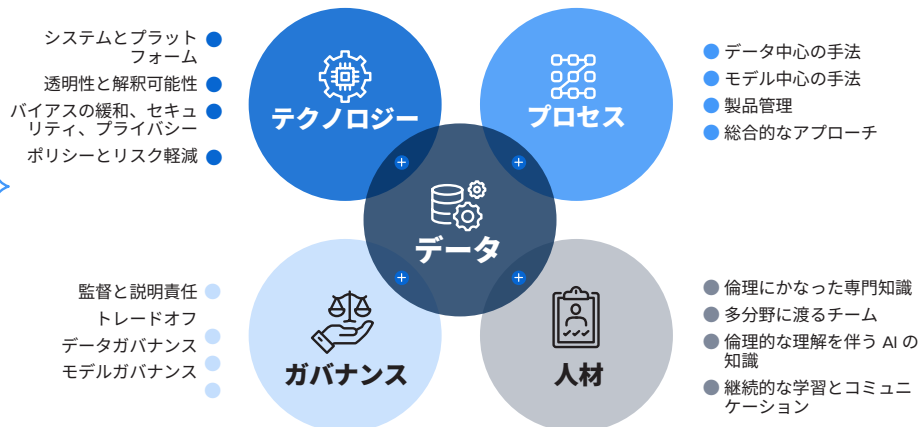 システムとプラット
フォーム
透明性と解釈可能性
バイアスの緩和、セキュ
リティ、プライバシー
ポリシーとリスク軽減
テクノロジー
プロセス
データ中心の手法
モデル中心の手法
製品管理
総合的なアプローチ
データ
監督と説明責任
トレードオフ
データガバナンス
モデルガバナンス
ガバナンス
人材
倫理にかなった専門知識
多分野に渡るチーム
倫理的な理解を伴う AI の
知識
継続的な学習とコミュニ
ケーション